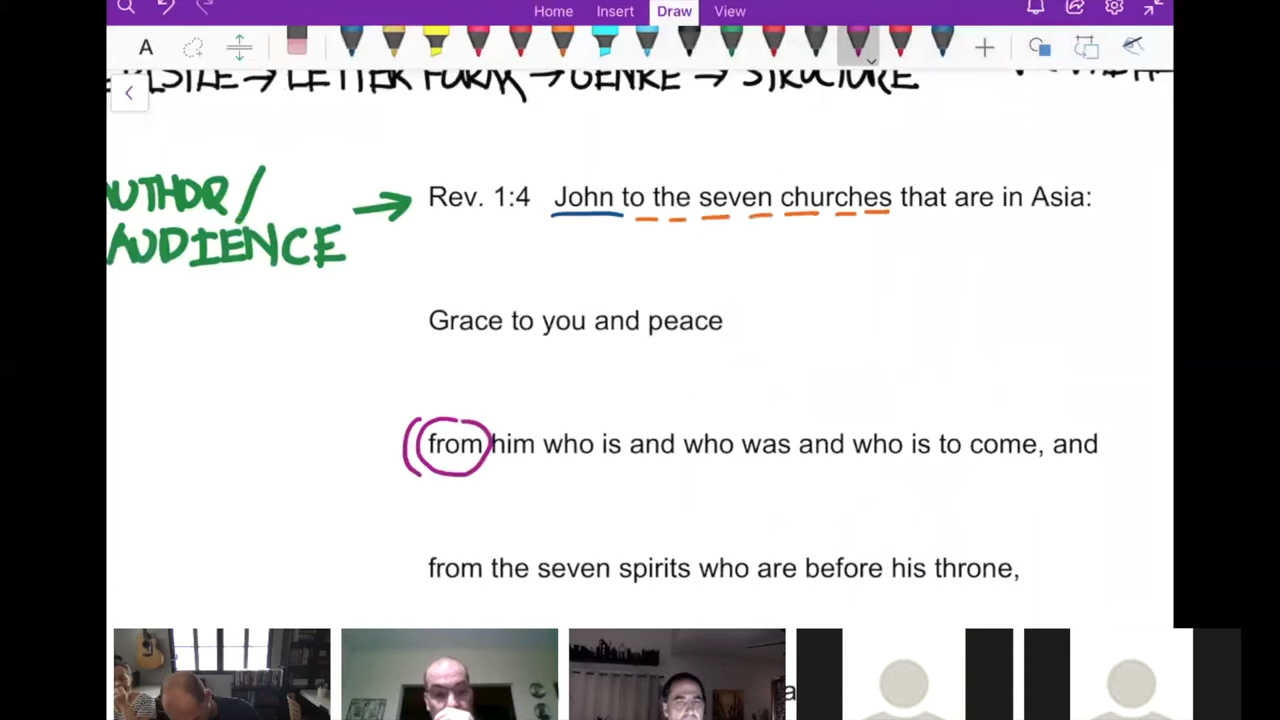 Home Insert Draw View
A
LETTER FORM → GENRE → STRUCTURE
AUTHOR/
AUDIENCE → Rev. 1:4 John to the seven churches that are in Asia:
Grace to you and peace
from him who is and who was and who is to come, and
from the seven spirits who are before his throne,